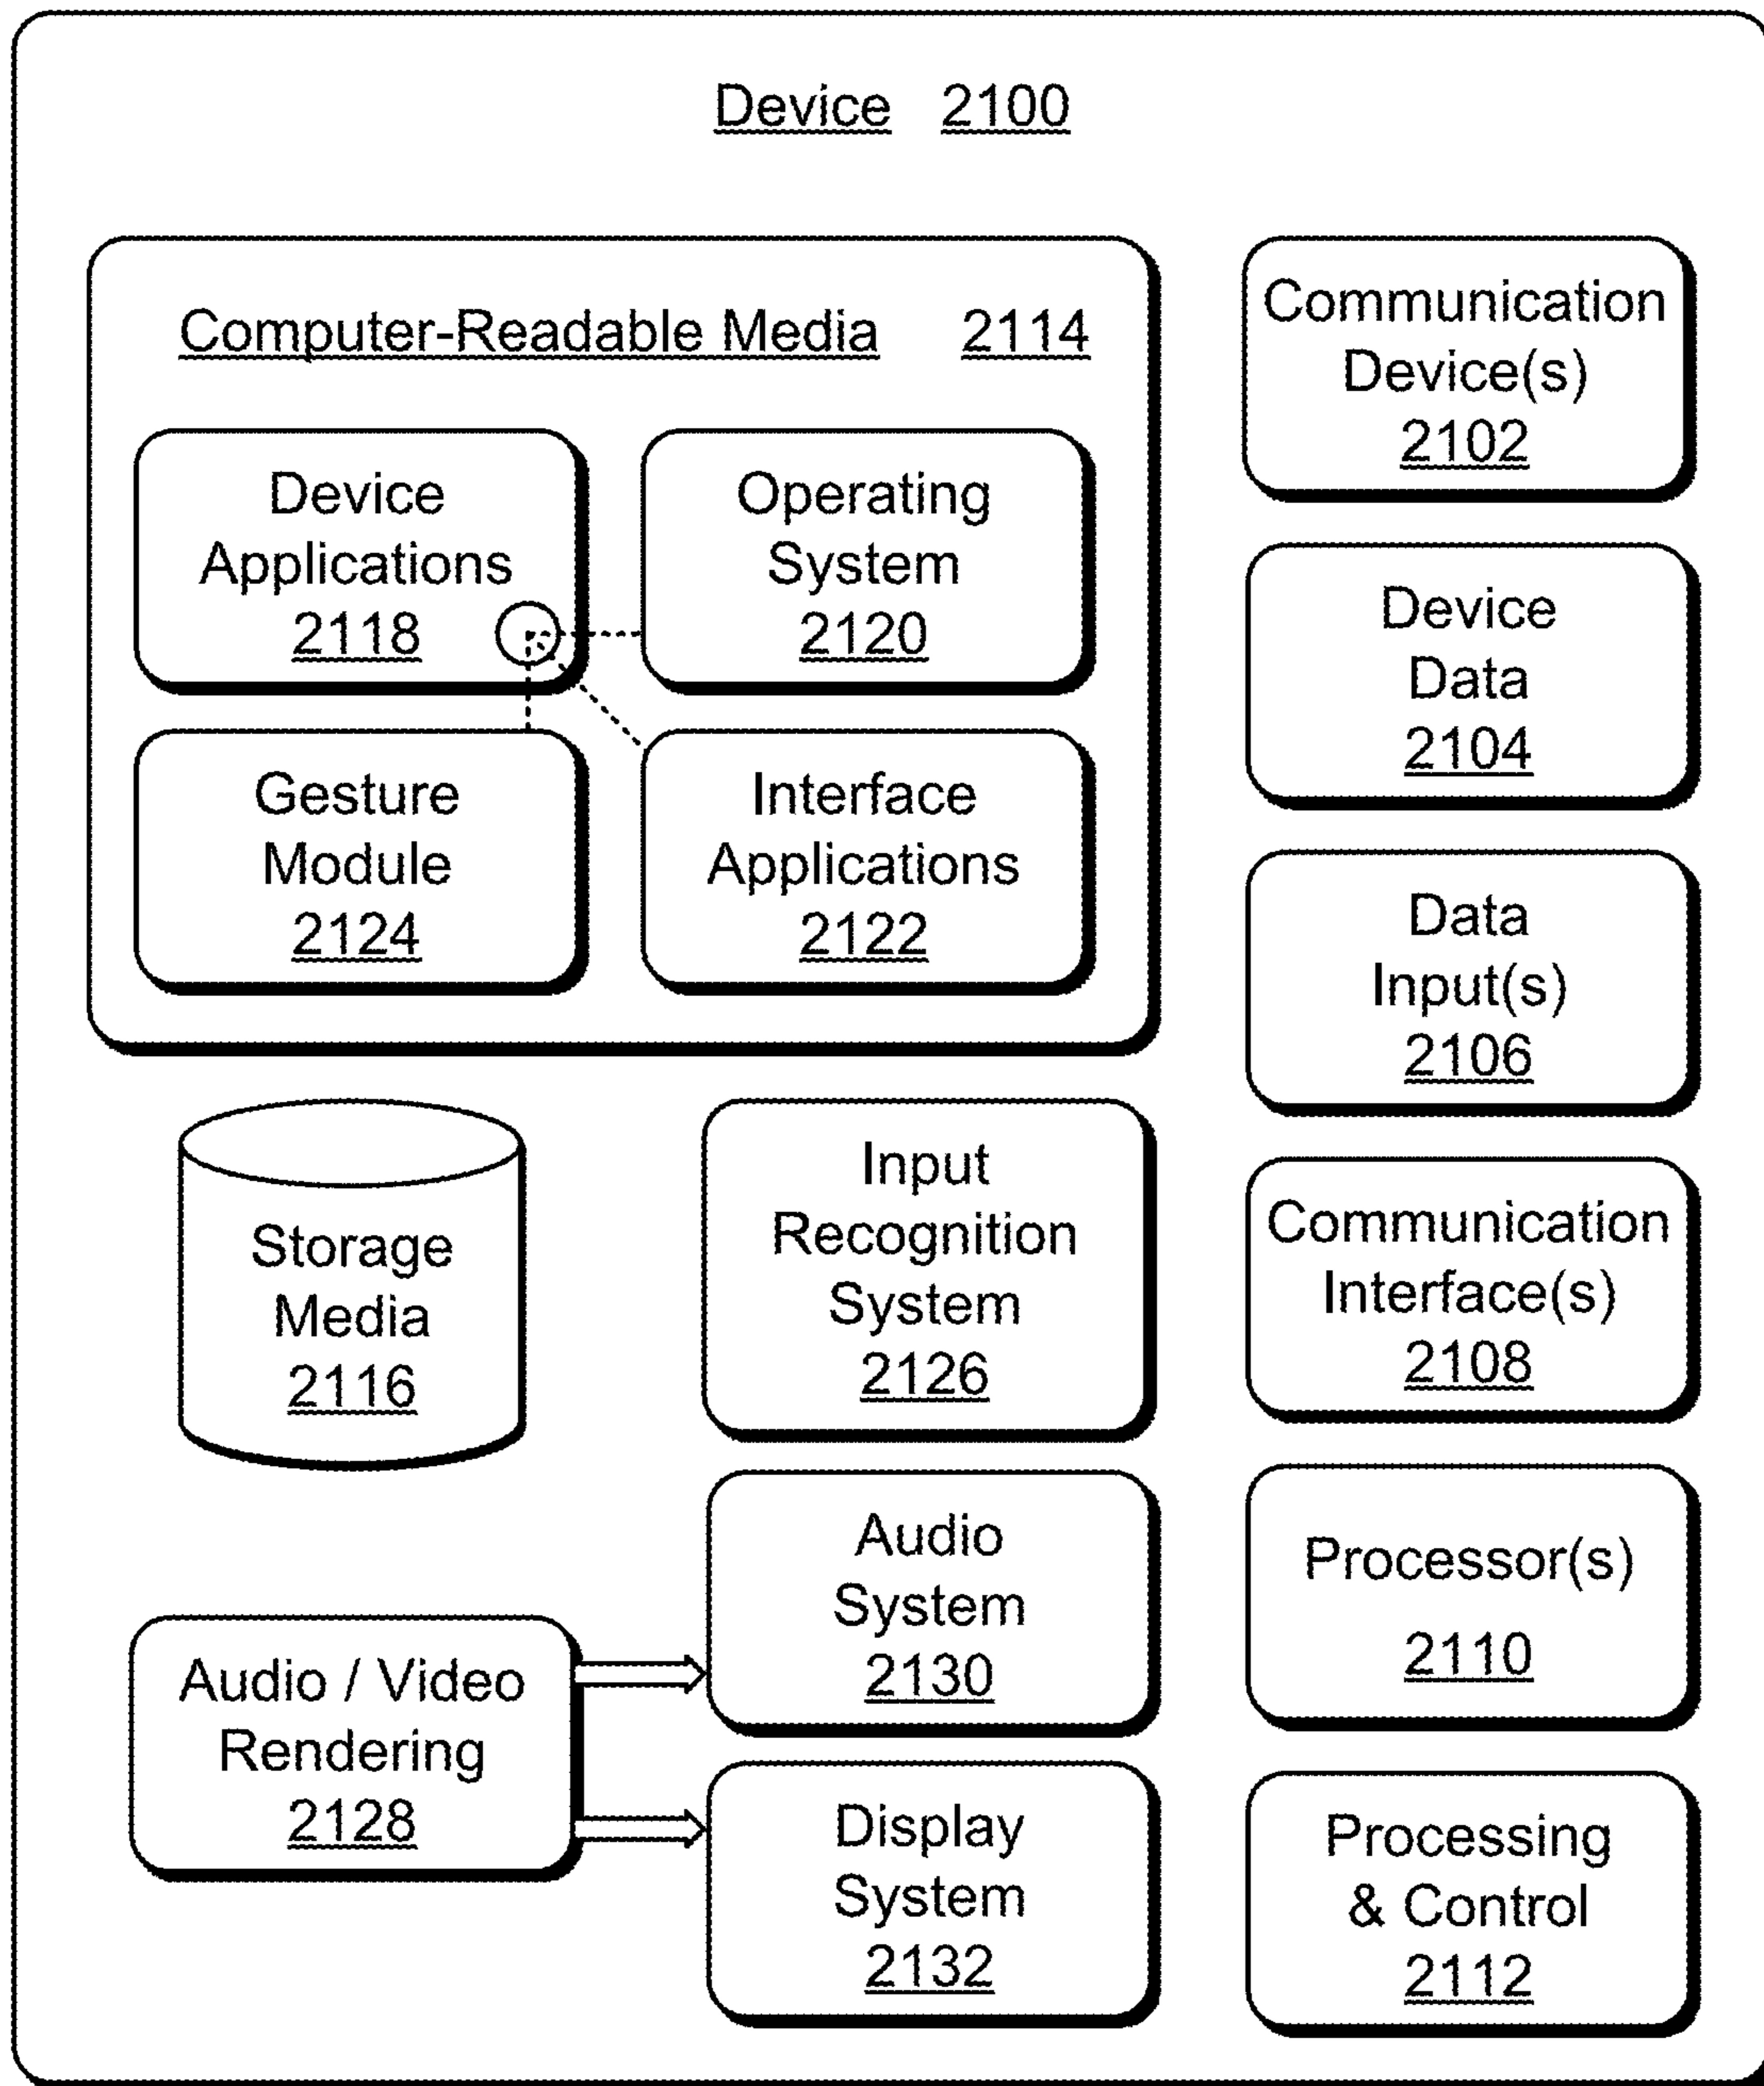 Device 2100
Computer-Readable Media 2114
Device
Applications
2118
Operating
System
2120
Gesture
Module
2124
Interface
Applications
2122
Storage
Media
2116
Input
Recognition
System
2126
Audio / Video
Rendering
2128
Audio
System
2130
Display
System
2132
Communication
Device(s)
2102
Device
Data
2104
Data
Input(s)
2106
Communication
Interface(s)
2108
Processor(s)
2110
Processing
& Control
2112